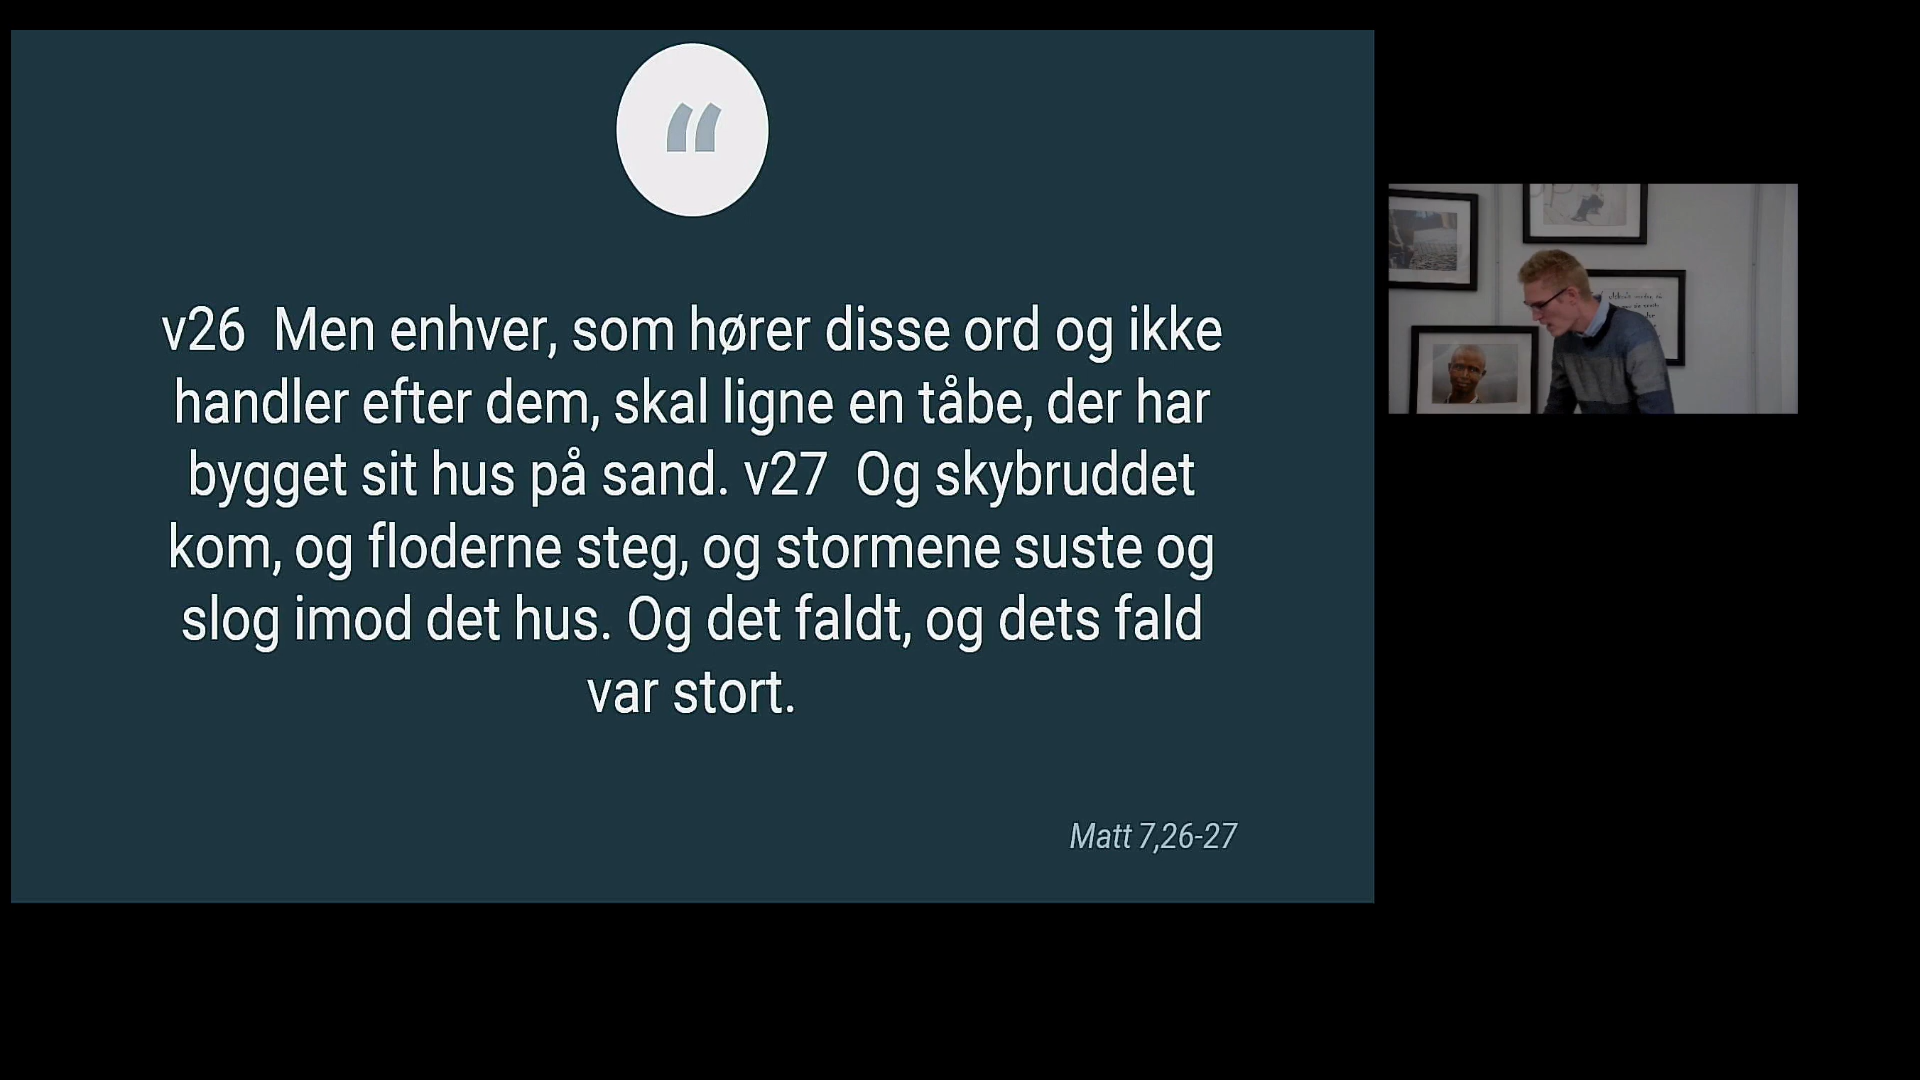 “
v26 Men enhver, som hører disse ord og ikke
handler efter dem, skal ligne en tåbe, der har
bygget sit hus på sand. v27 Og skybruddet
kom, og floderne steg, og stormene suste og
slog imod det hus. Og det faldt, og dets fald
var stort.
Matt 7,26-27